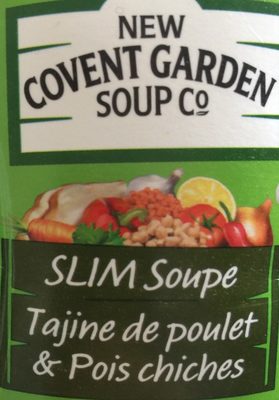 NEW
COVENT GARDEN
SOUP Co
SLIM Soupe
Tajine de poulet
& Pois chiches